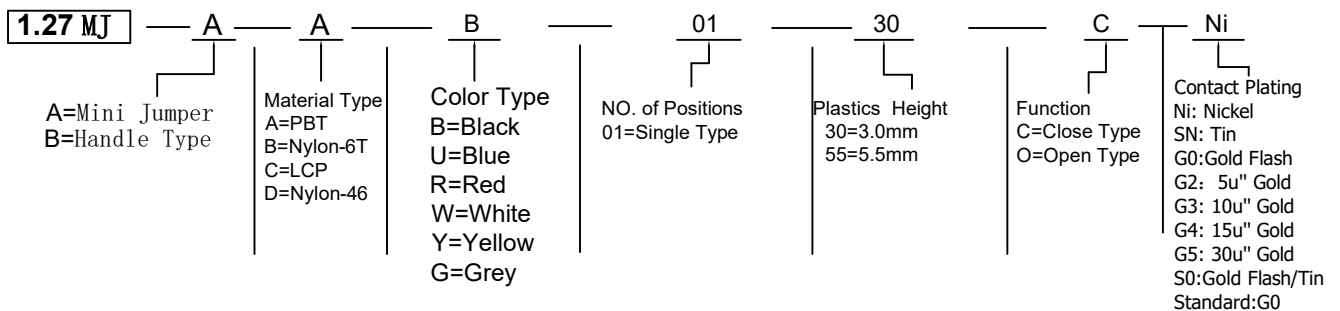 1.27 MJ A A B 01 30 C Ni
A=Mini Jumper
B=Handle Type
Material Type
A=PBT
B=Nylon-6T
C=LCP
D=Nylon-46
Color Type
B=Black
U=Blue
R=Red
W=White
Y=Yellow
G=Grey
NO. of Positions
01=Single Type
Plastics Height
30=3.0mm
55=5.5mm
Function
C=Close Type
O=Open Type
Contact Plating
Ni: Nickel
SN: Tin
G0:Gold Flash
G2: 5u" Gold
G3: 10u" Gold
G4: 15u" Gold
G5: 30u" Gold
S0:Gold Flash/Tin
Standard:G0